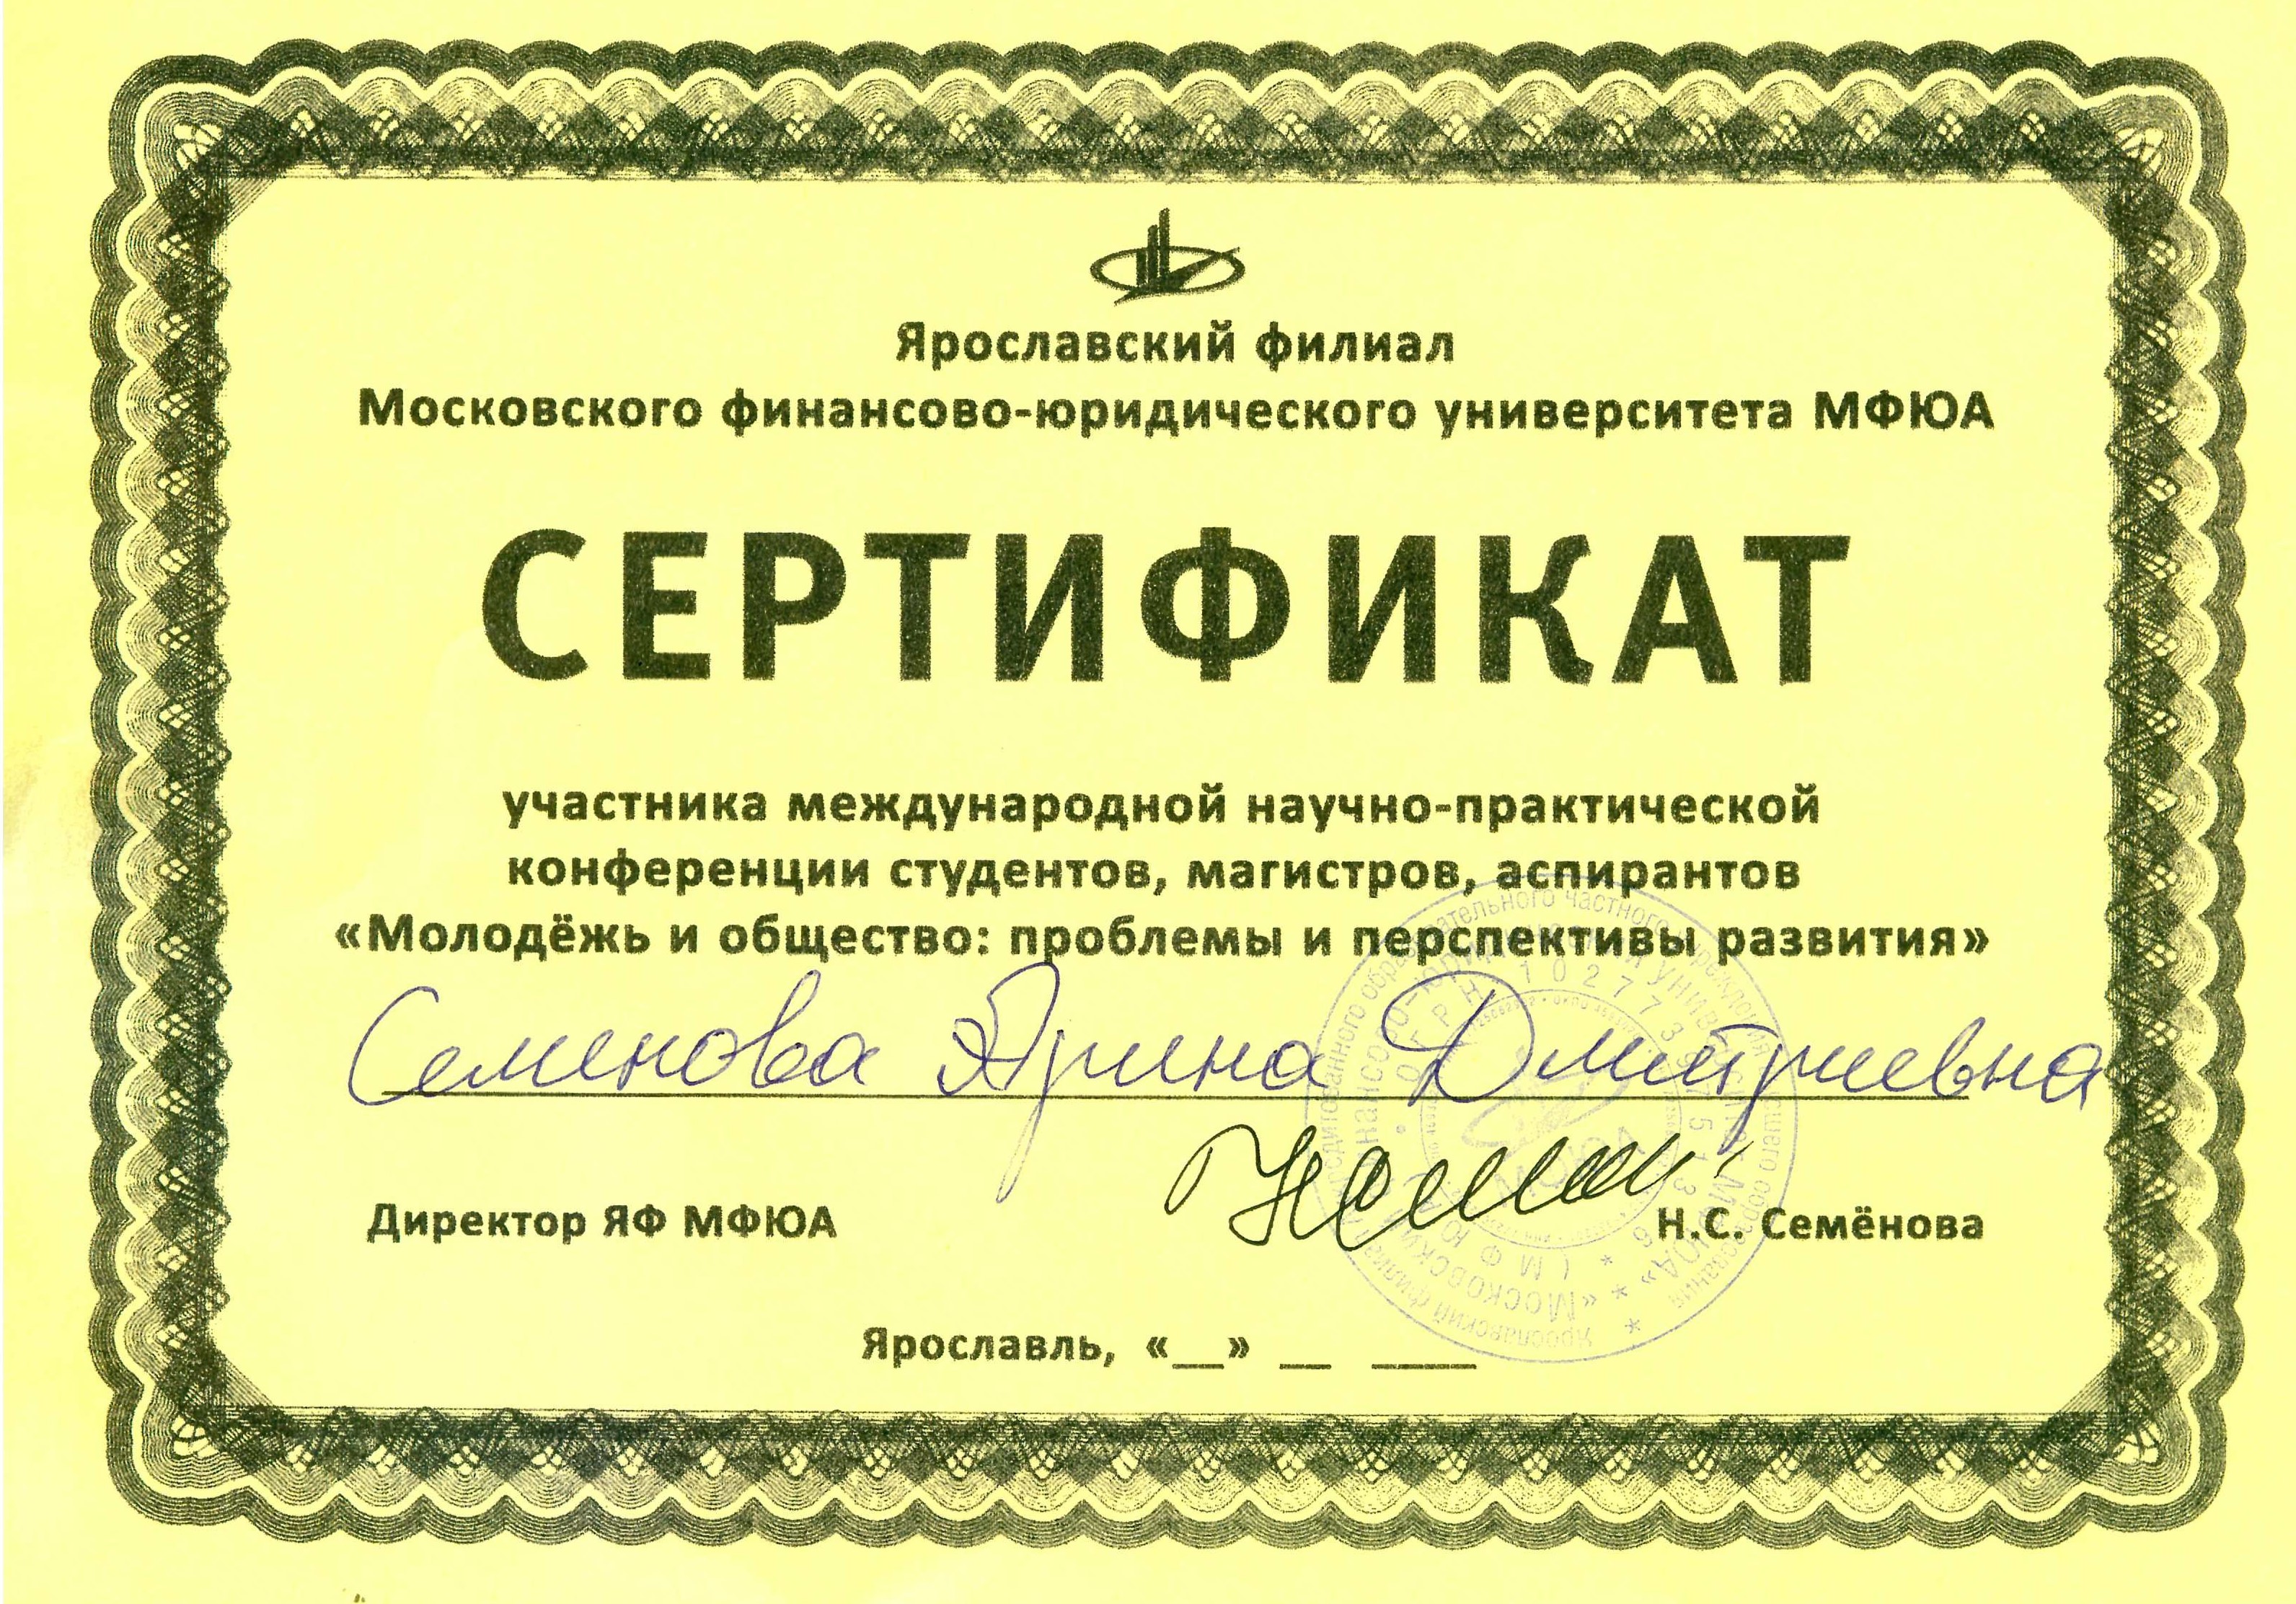 Ярославский филиал
Московского финансово-юридического университета МФЮА
СЕРТИФИКАТ
участника международной научно-практической
конференции студентов, магистров, аспирантов
«Молодёжь и общество: проблемы и перспективы развития»
Семенова Арина Дмитриевна
Директор ЯФ МФЮА
Н.С. Семёнова
Ярославль, «__» __ ____